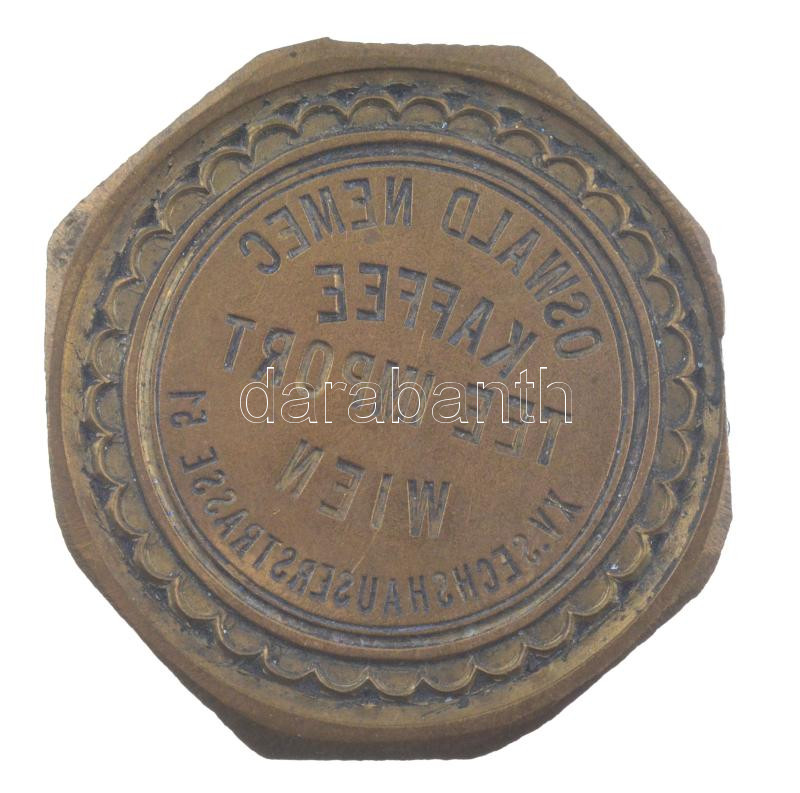 OSWALD NEMEC
KAFFEE
TEE IMPORT
WIEN
XV. SECHSHAUSERSTRASSE 51
darabanth